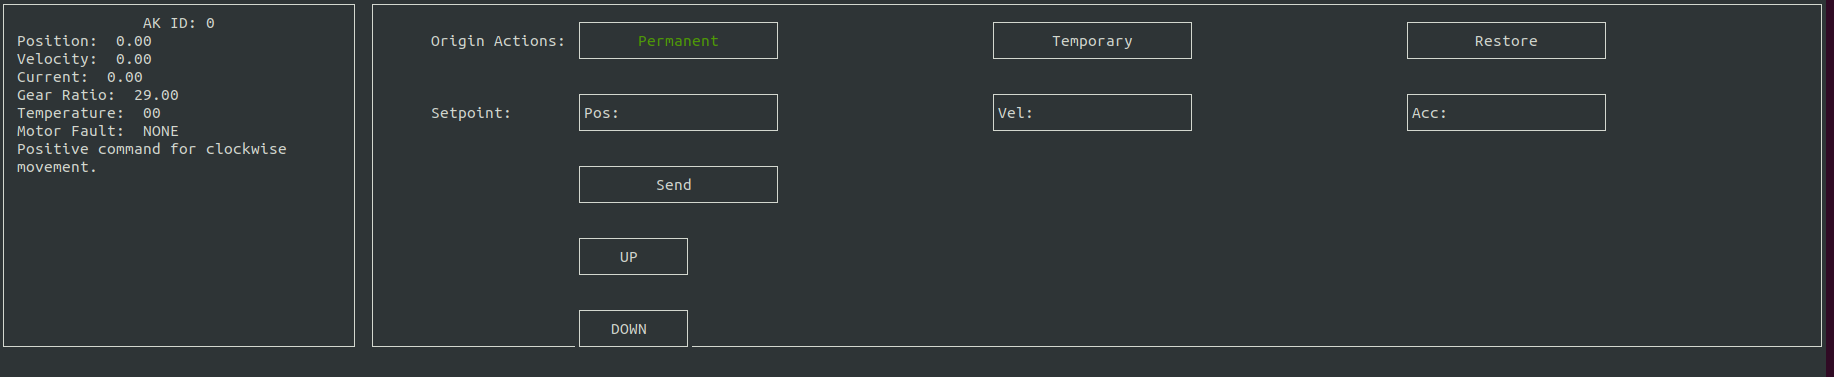 AK ID: 0
Position:  0.00
Velocity:  0.00
Current:  0.00
Gear Ratio:  29.00
Temperature:  00
Motor Fault:  NONE
Positive command for clockwise
movement.
Origin Actions: Permanent Temporary Restore
Setpoint: Pos: Vel: Acc:
Send
UP
DOWN